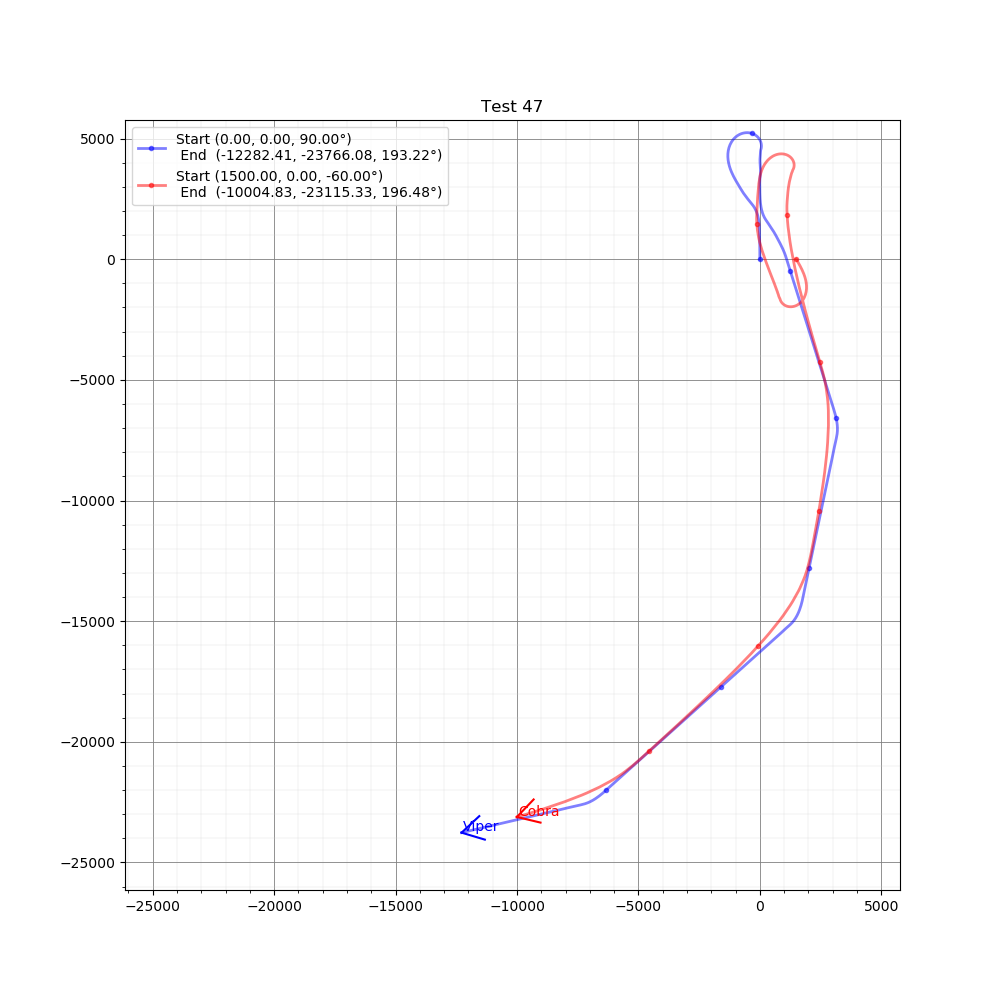 Test 47
Start (0.00, 0.00, 90.00°)
End  (-12282.41, -23766.08, 193.22°)
Start (1500.00, 0.00, -60.00°)
End  (-10004.83, -23115.33, 196.48°)
5000
0
−5000
−10000
−15000
−20000
−25000
Cobra
Viper
−25000 −20000 −15000 −10000 −5000 0 5000